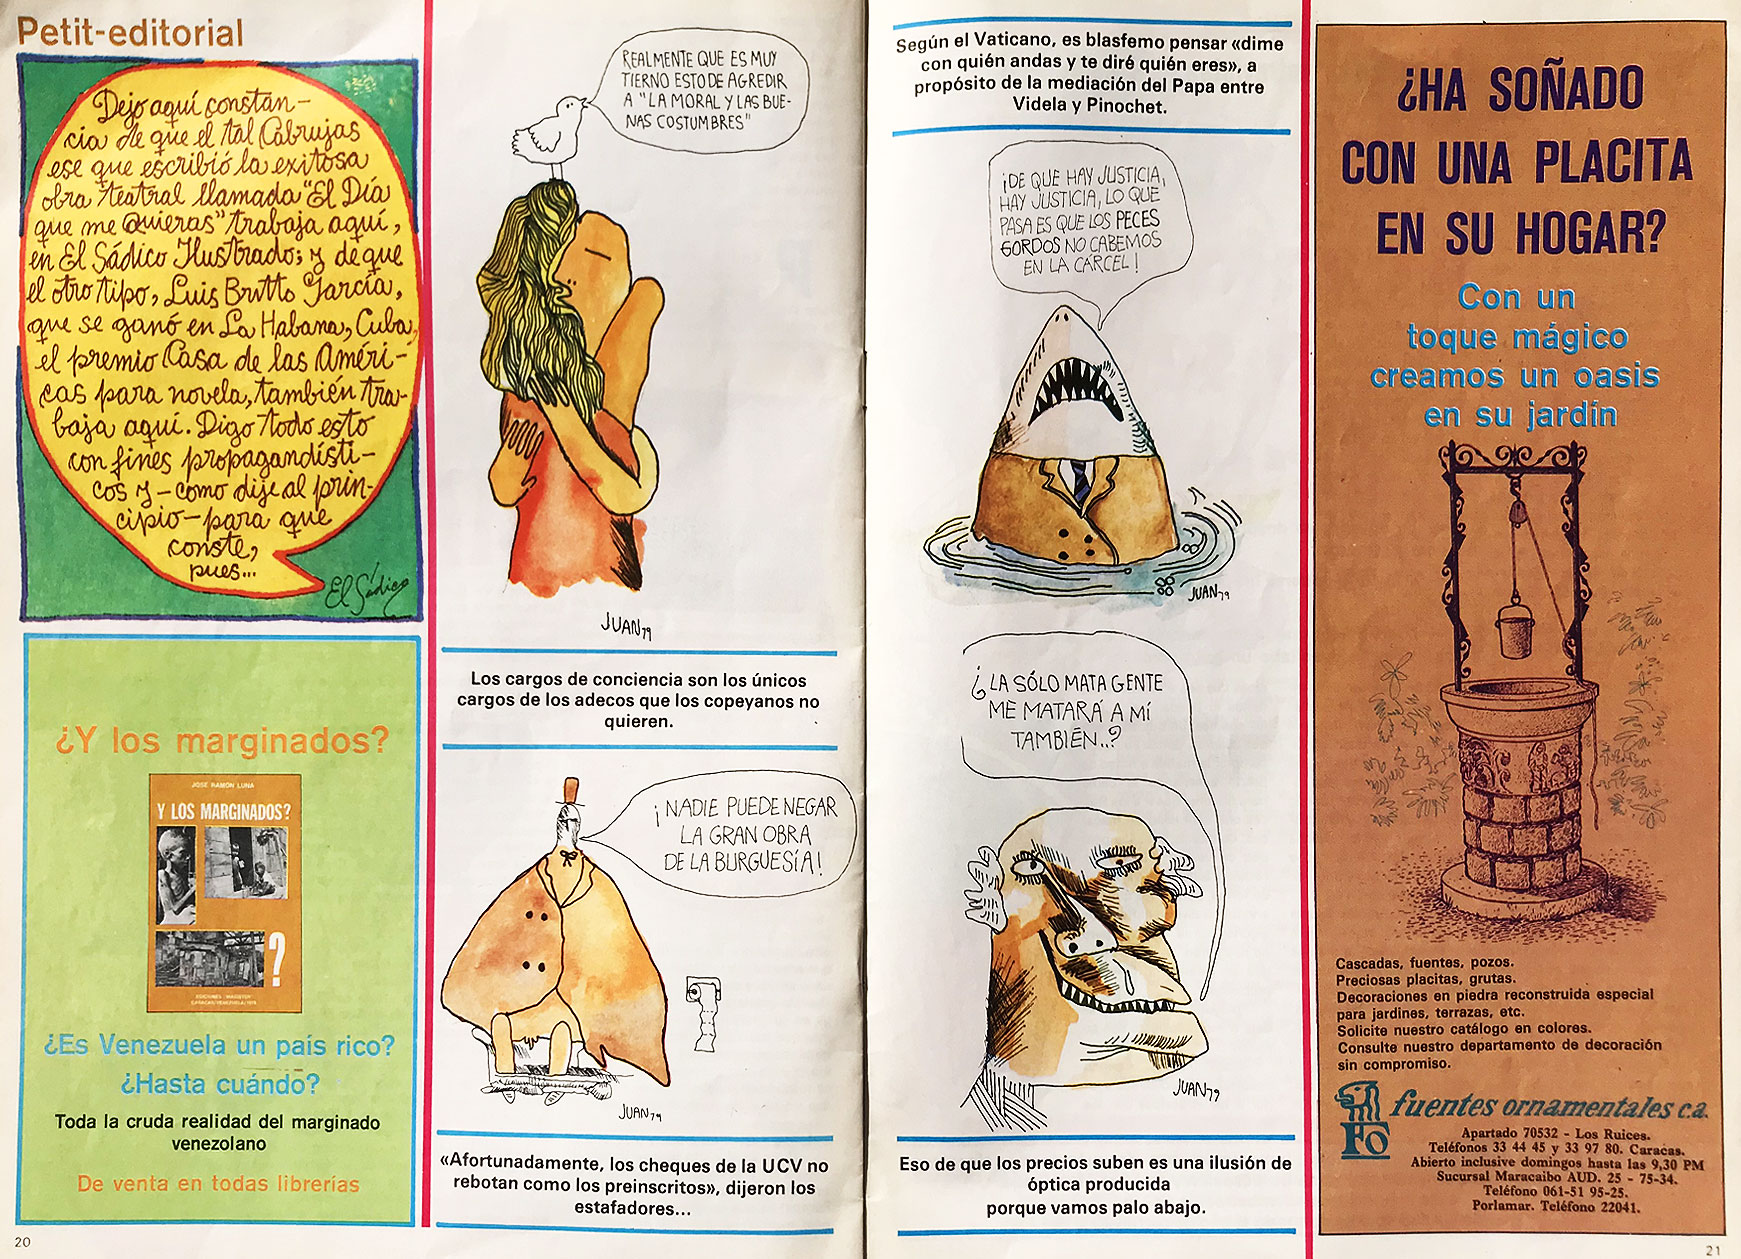 Petit-editorial
Dejo aquí constan-
cia de que el tal Cabrujas
ese que escribió la exitosa
obra teatral llamada "El Día
que me Quieras" trabaja aquí,
en El Sádico Ilustrado; y de que
el otro tipo, Luis Britto García,
que se ganó en La Habana, Cuba,
el premio Casa de las Améri-
cas para novela, también tra-
baja aquí. Digo todo esto
con fines propagandísti-
cos y - como dije al prin-
cipio - para que
conste,
pues...
El Sádico
¿Y los marginados?
JOSE RAMON LUNA
Y LOS MARGINADOS?
?
¿Es Venezuela un país rico?
¿Hasta cuándo?
Toda la cruda realidad del marginado
venezolano
De venta en todas librerías
20
REALMENTE QUE ES MUY
TIERNO ESTO DE AGREDIR
A "LA MORAL Y LAS BUE-
NAS COSTUMBRES"
JUAN79
Los cargos de conciencia son los únicos
cargos de los adecos que los copeyanos no
quieren.
¡NADIE PUEDE NEGAR
LA GRAN OBRA
DE LA BURGUESÍA!
JUAN79
«Afortunadamente, los cheques de la UCV no
rebotan como los preinscritos», dijeron los
estafadores...
Según el Vaticano, es blasfemo pensar «dime
con quién andas y te diré quién eres», a
propósito de la mediación del Papa entre
Videla y Pinochet.
¡DE QUE HAY JUSTICIA,
HAY JUSTICIA, LO QUE
PASA ES QUE LOS PECES
GORDOS NO CABEMOS
EN LA CÁRCEL!
JUAN79
¿LA SÓLO MATA GENTE
ME MATARÁ A MÍ
TAMBIÉN..?
JUAN79
Eso de que los precios suben es una ilusión de
óptica producida
porque vamos palo abajo.
¿HA SOÑADO
CON UNA PLACITA
EN SU HOGAR?
Con un
toque mágico
creamos un oasis
en su jardín
Cascadas, fuentes, pozos.
Preciosas placitas, grutas.
Decoraciones en piedra reconstruida especial
para jardines, terrazas, etc.
Solicite nuestro catálogo en colores.
Consulte nuestro departamento de decoración
sin compromiso.
FO
fuentes ornamentales c.a.
Apartado 70532 - Los Ruices.
Teléfonos 33 44 45 y 33 97 80. Caracas.
Abierto inclusive domingos hasta las 9,30 PM
Sucursal Maracaibo AUD. 25 - 75-34.
Teléfono 061-51 95-25.
Porlamar. Teléfono 22041.
21